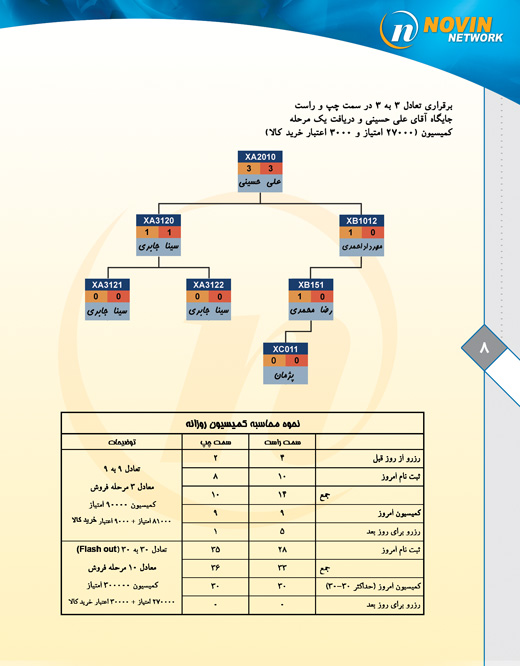 NOVIN
NETWORK
برقراری تعادل ۳ به ۳ در سمت چپ و راست
جایگاه آقای علی حسینی و دریافت یک مرحله
کمیسیون (۲۷۰۰۰ امتیاز و ۳۰۰۰ اعتبار خرید کالا)
XA2010
3 3
علی حسینی
XA3120 XB1012
1 1 1 0
سینا جابری مهرداد احمدی
XA3121 XA3122 XB151
0 0 0 0 1 0
سینا جابری سینا جابری رضا محمدی
XC011
0 0
پژمان
۸
نحوه محاسبه کمیسیون روزانه
سمت راست سمت چپ توضیحات
رزرو از روز قبل ۴ ۲
ثبت نام امروز ۱۰ ۸
جمع ۱۴ ۱۰
کمیسیون امروز ۹ ۹
رزرو برای روز بعد ۵ ۱
تعادل ۹ به ۹
معادل ۳ مرحله فروش
کمیسیون ۹۰۰۰۰ امتیاز
۸۱۰۰۰ امتیاز + ۹۰۰۰ اعتبار خرید کالا
ثبت نام امروز ۲۸ ۳۵
جمع ۳۳ ۳۶
کمیسیون امروز (حداکثر ۳۰-۳۰) ۳۰ ۳۰
رزرو برای روز بعد ۰ ۰
تعادل ۳۰ به ۳۰ (Flash out)
معادل ۱۰ مرحله فروش
کمیسیون ۳۰۰۰۰۰ امتیاز
۲۷۰۰۰۰ امتیاز + ۳۰۰۰۰ اعتبار خرید کالا